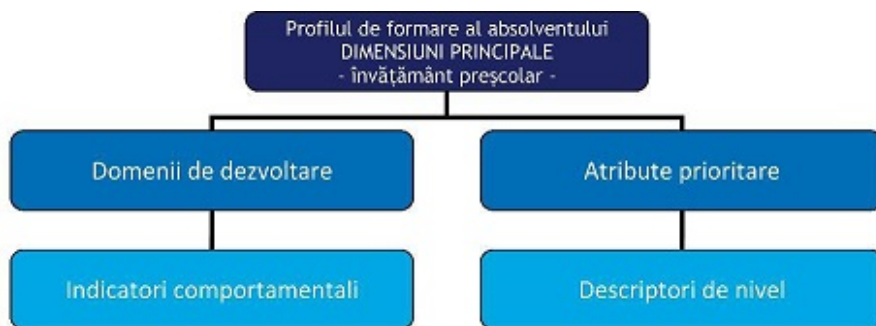 Profilul de formare al absolventului
DIMENSIUNI PRINCIPALE
- învățământ preșcolar -
Domenii de dezvoltare
Atribute prioritare
Indicatori comportamentali
Descriptori de nivel